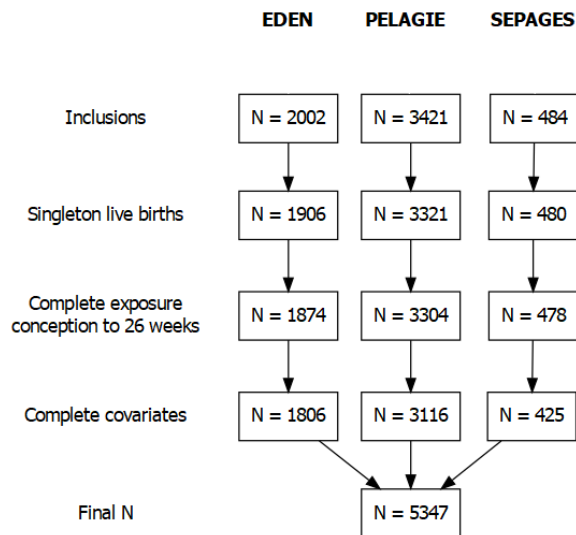 EDEN PELAGIE SEPAGES
Inclusions N = 2002 N = 3421 N = 484
Singleton live births N = 1906 N = 3321 N = 480
Complete exposure
conception to 26 weeks N = 1874 N = 3304 N = 478
Complete covariates N = 1806 N = 3116 N = 425
Final N N = 5347